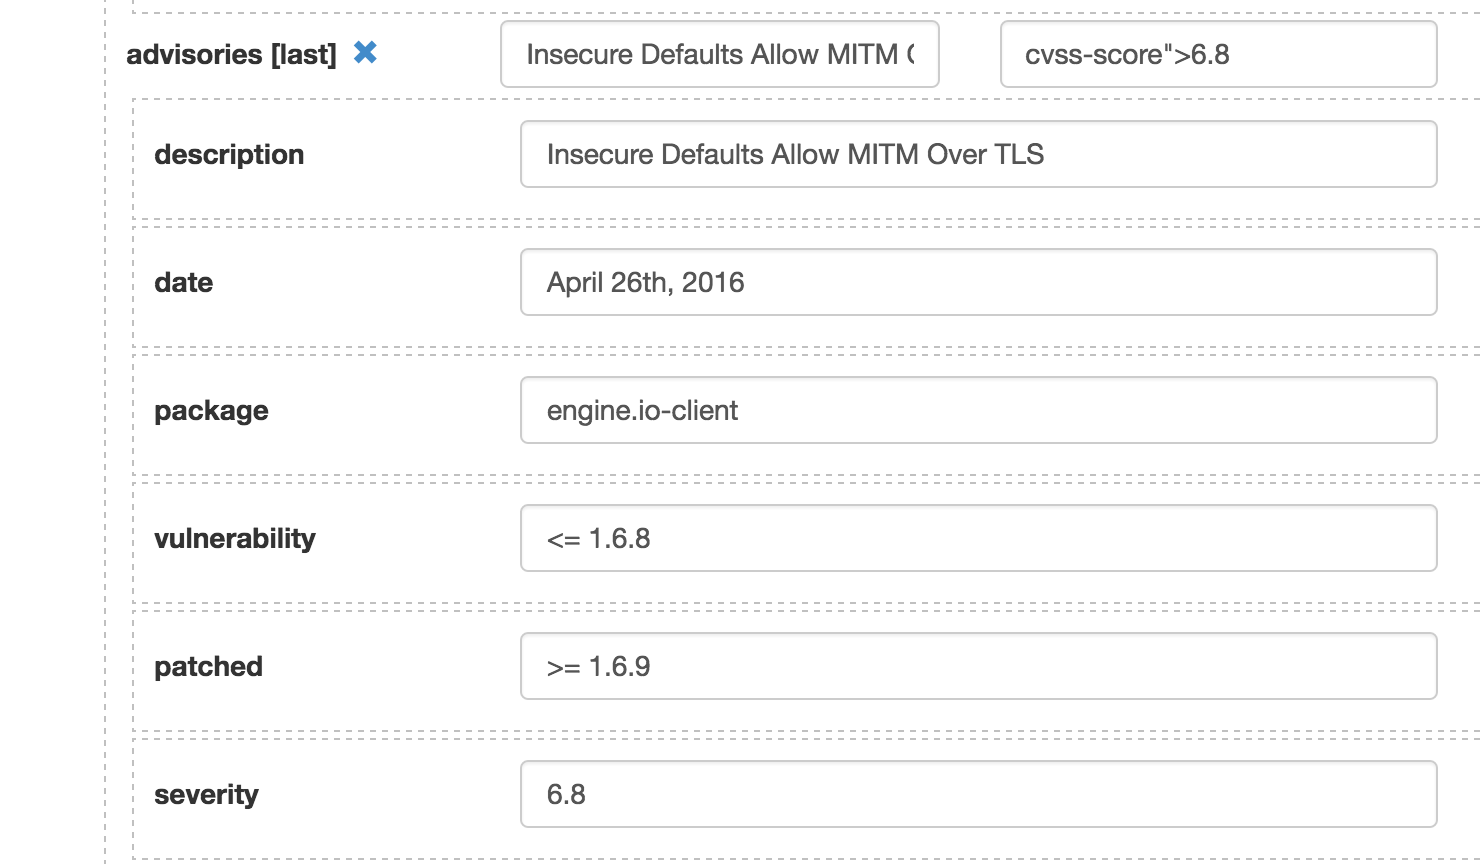 advisories [last] ✖ Insecure Defaults Allow MITM cvss-score">6.8
description Insecure Defaults Allow MITM Over TLS
date April 26th, 2016
package engine.io-client
vulnerability <= 1.6.8
patched >= 1.6.9
severity 6.8